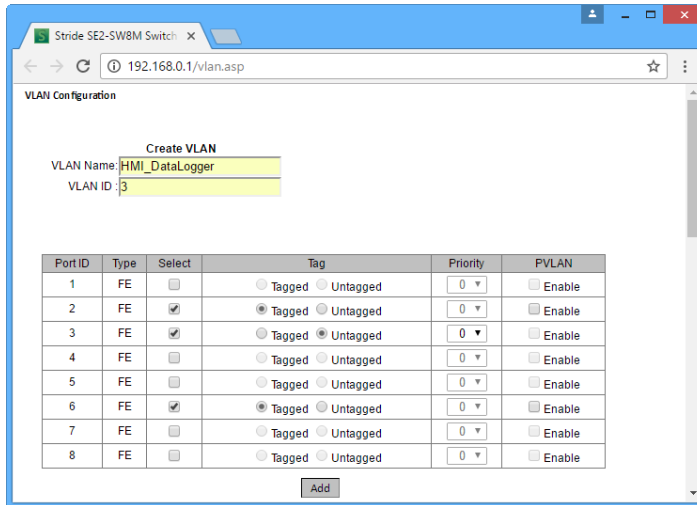 Stride SE2-SW8M Switch
192.168.0.1/vlan.asp
VLAN Configuration
Create VLAN
VLAN Name: HMI_DataLogger
VLAN ID : 3
Port ID Type Select Tag Priority PVLAN
1 FE Tagged Untagged 0 Enable
2 FE Tagged Untagged 0 Enable
3 FE Tagged Untagged 0 Enable
4 FE Tagged Untagged 0 Enable
5 FE Tagged Untagged 0 Enable
6 FE Tagged Untagged 0 Enable
7 FE Tagged Untagged 0 Enable
8 FE Tagged Untagged 0 Enable
Add